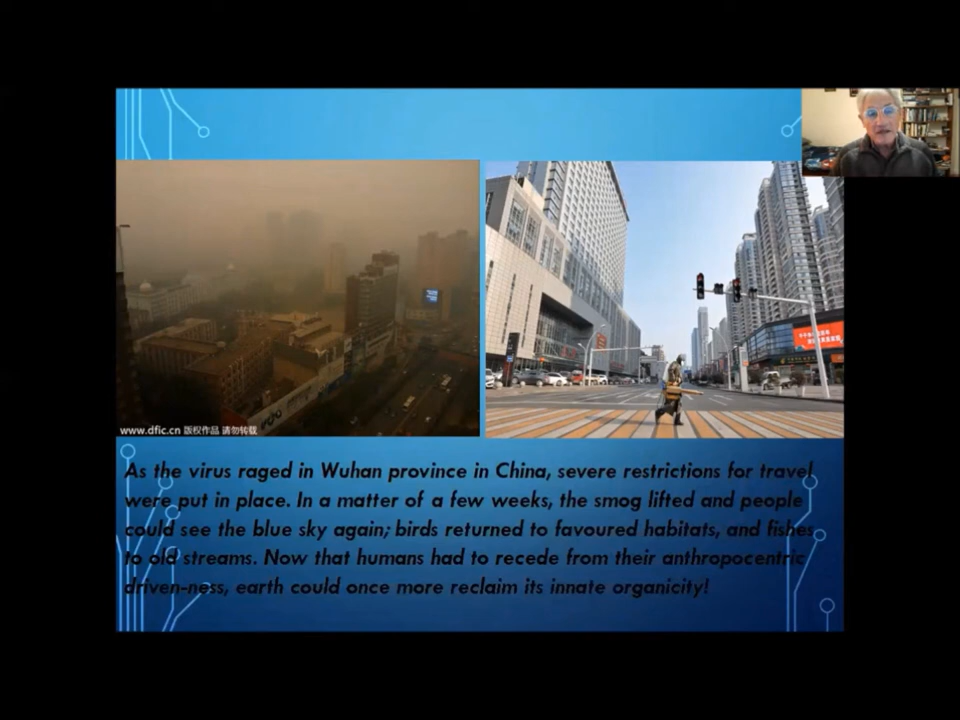 www.dfic.cn 版权作品 请勿转载
As the virus raged in Wuhan province in China, severe restrictions for travel
were put in place. In a matter of a few weeks, the smog lifted and people
could see the blue sky again; birds returned to favoured habitats, and fishes
to old streams. Now that humans had to recede from their anthropocentric
driven-ness, earth could once more reclaim its innate organicity!